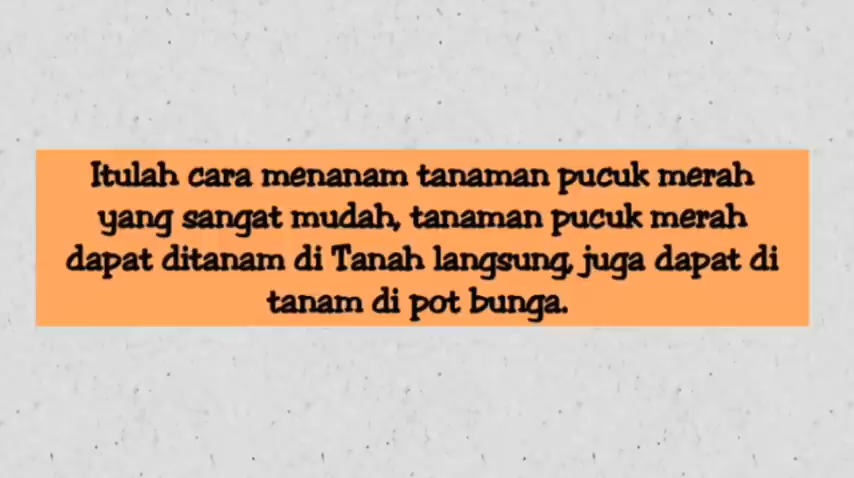 Itulah cara menanam tanaman pucuk merah
yang sangat mudah, tanaman pucuk merah
dapat ditanam di Tanah langsung, juga dapat di
tanam di pot bunga.